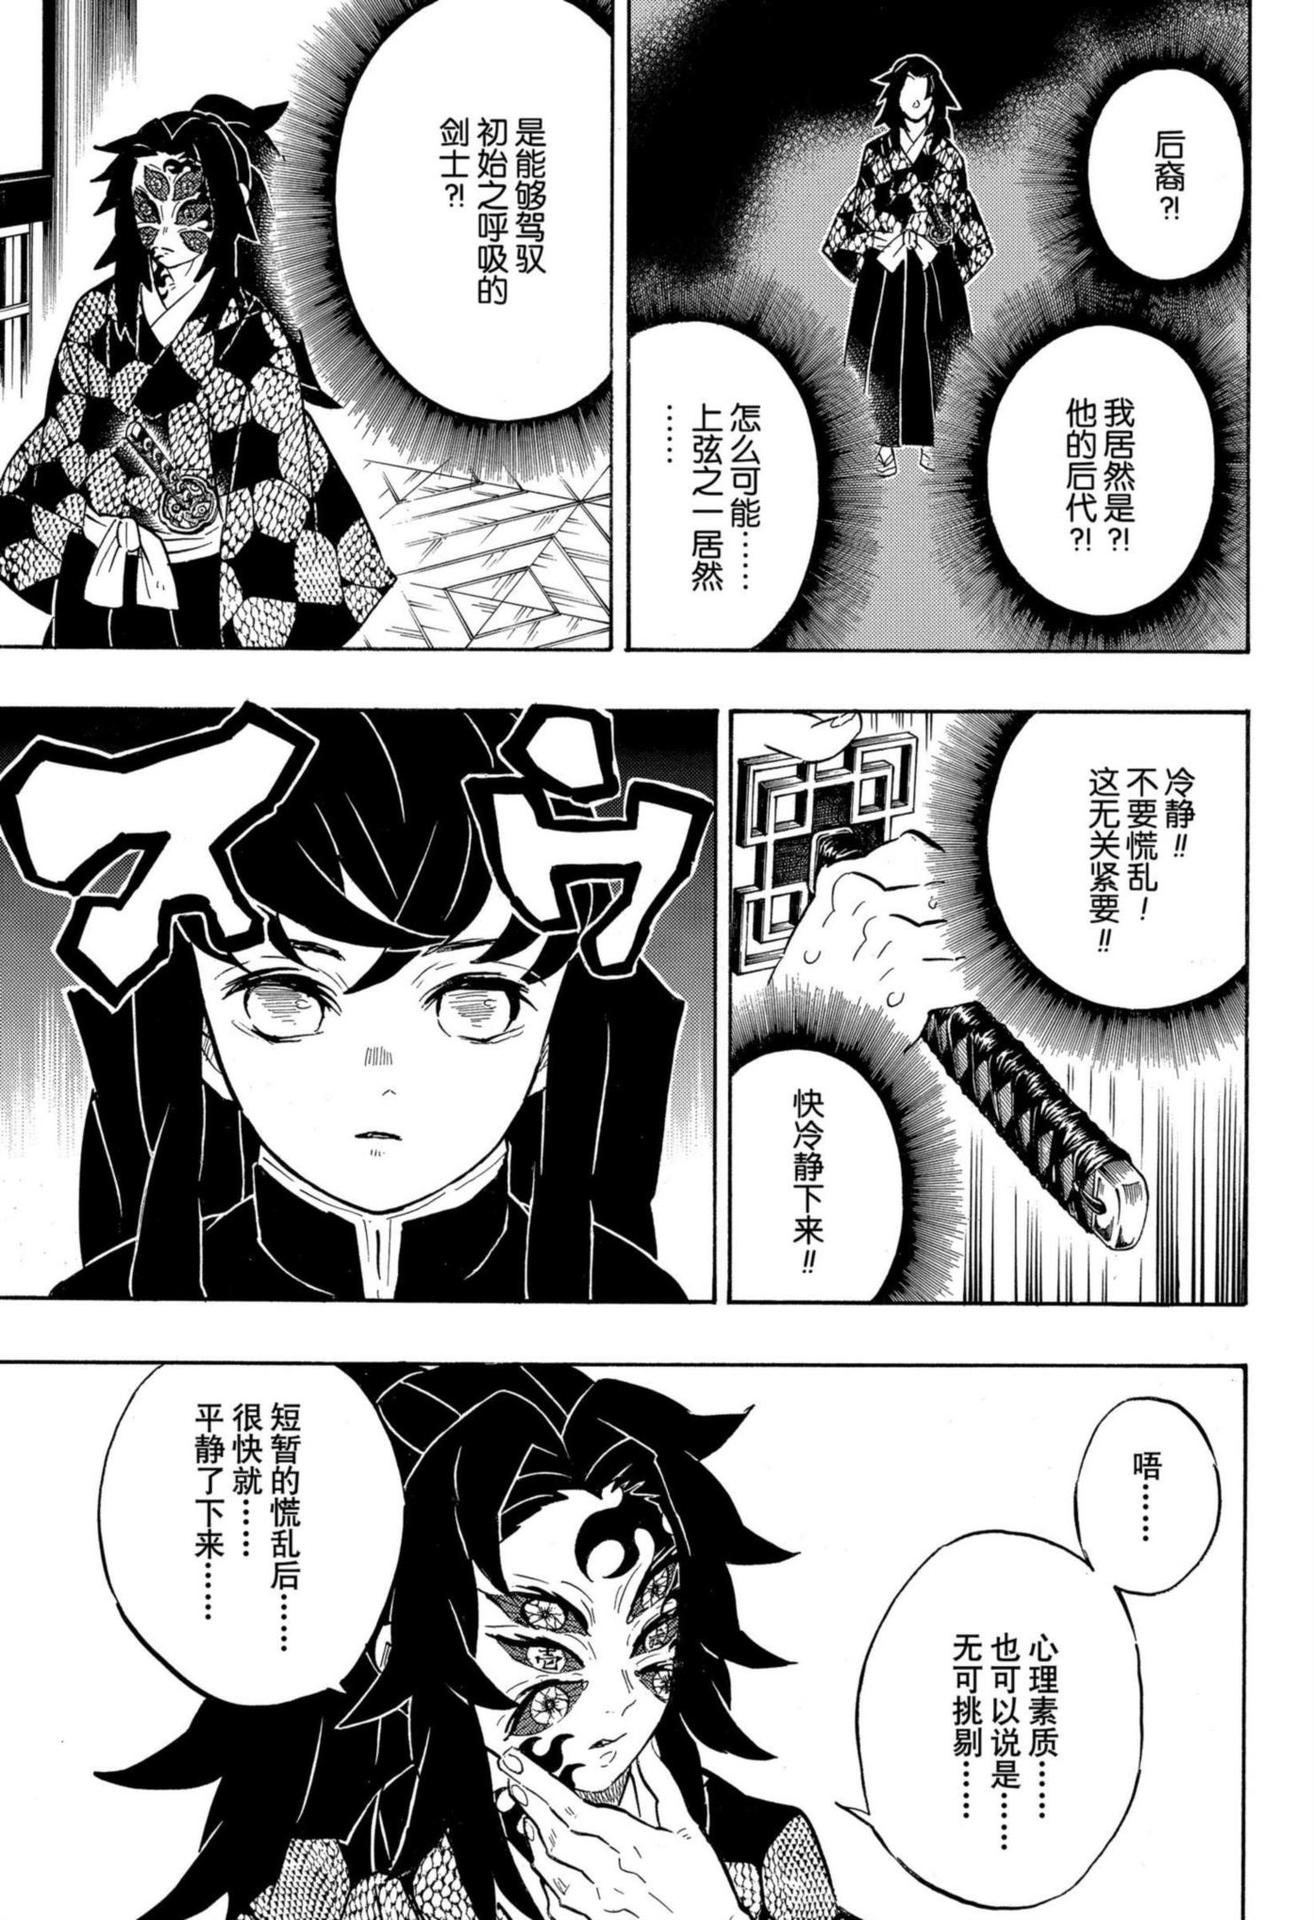 后裔?!
我居然是?!
他的后代?!
怎么可能……
上弦之一居然
……
是能够驾驭
初始之呼吸的
剑士?!
冷静!!
不要慌乱!
这无关紧要!!
快冷静下来!!
スウ
唔……
心理素质……
也可以说是……
无可挑剔……
短暂的慌乱后……
很快就……
平静了下来……
壱